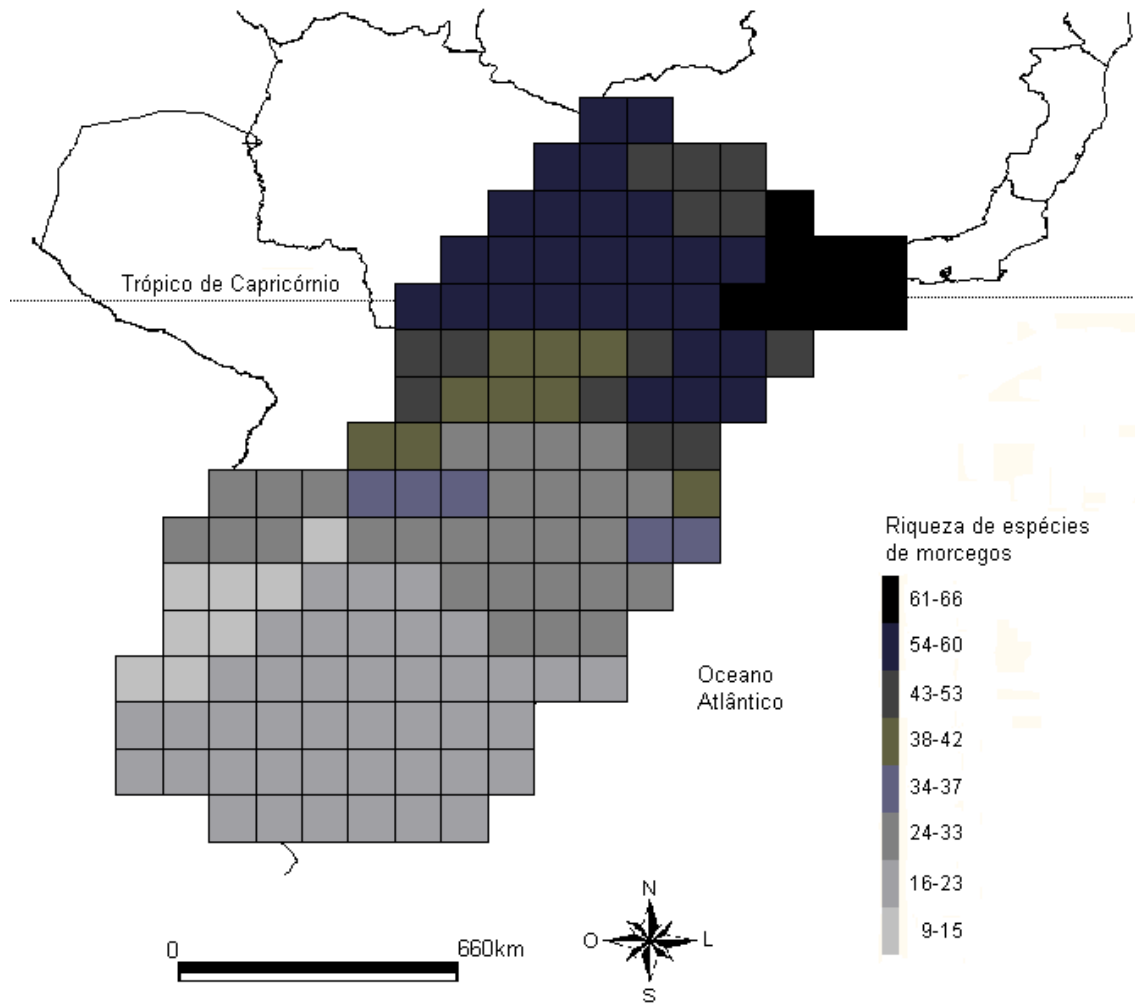 Trópico de Capricórnio
Riqueza de espécies
de morcegos
61-66
54-60
43-53
38-42
34-37
24-33
16-23
9-15
Oceano
Atlântico
N
O
L
S
0
660km